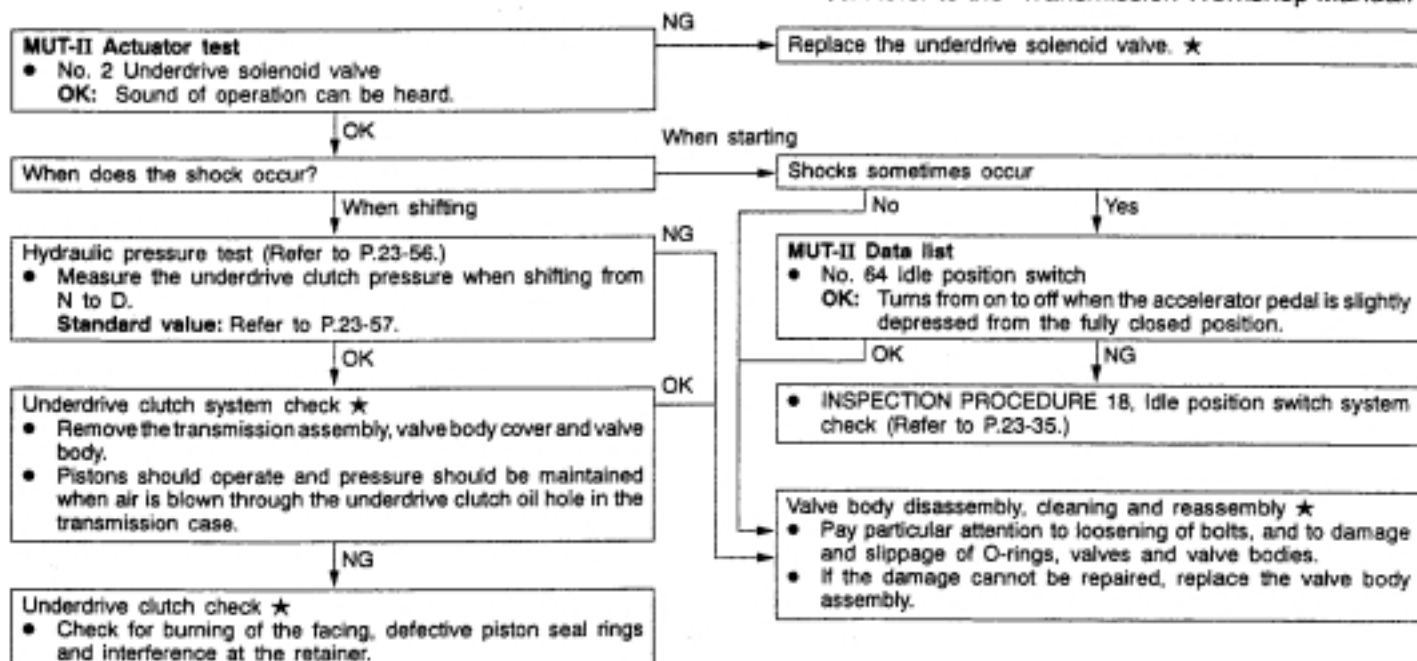 ★: Refer to the "Transmission Workshop Manual."
MUT-II Actuator test
● No. 2 Underdrive solenoid valve
OK: Sound of operation can be heard.
NG
Replace the underdrive solenoid valve. ★
OK
When does the shock occur?
When starting
Shocks sometimes occur
When shifting
No
Yes
Hydraulic pressure test (Refer to P.23-56.)
● Measure the underdrive clutch pressure when shifting from
N to D.
Standard value: Refer to P.23-57.
NG
MUT-II Data list
● No. 64 Idle position switch
OK: Turns from on to off when the accelerator pedal is slightly
depressed from the fully closed position.
OK
OK
NG
Underdrive clutch system check ★
● Remove the transmission assembly, valve body cover and valve
body.
● Pistons should operate and pressure should be maintained
when air is blown through the underdrive clutch oil hole in the
transmission case.
OK
● INSPECTION PROCEDURE 18, Idle position switch system
check (Refer to P.23-35.)
NG
Valve body disassembly, cleaning and reassembly ★
● Pay particular attention to loosening of bolts, and to damage
and slippage of O-rings, valves and valve bodies.
● If the damage cannot be repaired, replace the valve body
assembly.
Underdrive clutch check ★
● Check for burning of the facing, defective piston seal rings
and interference at the retainer.